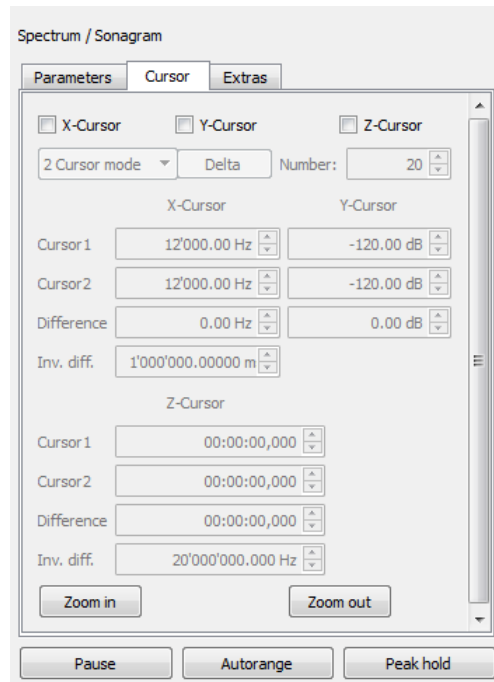 Spectrum / Sonagram
Parameters Cursor Extras
X-Cursor Y-Cursor Z-Cursor
2 Cursor mode Delta Number: 20
X-Cursor Y-Cursor
Cursor1 12'000.00 Hz -120.00 dB
Cursor2 12'000.00 Hz -120.00 dB
Difference 0.00 Hz 0.00 dB
Inv. diff. 1'000'000.00000 m
Z-Cursor
Cursor1 00:00:00,000
Cursor2 00:00:00,000
Difference 00:00:00,000
Inv. diff. 20'000'000.000 Hz
Zoom in Zoom out
Pause Autorange Peak hold